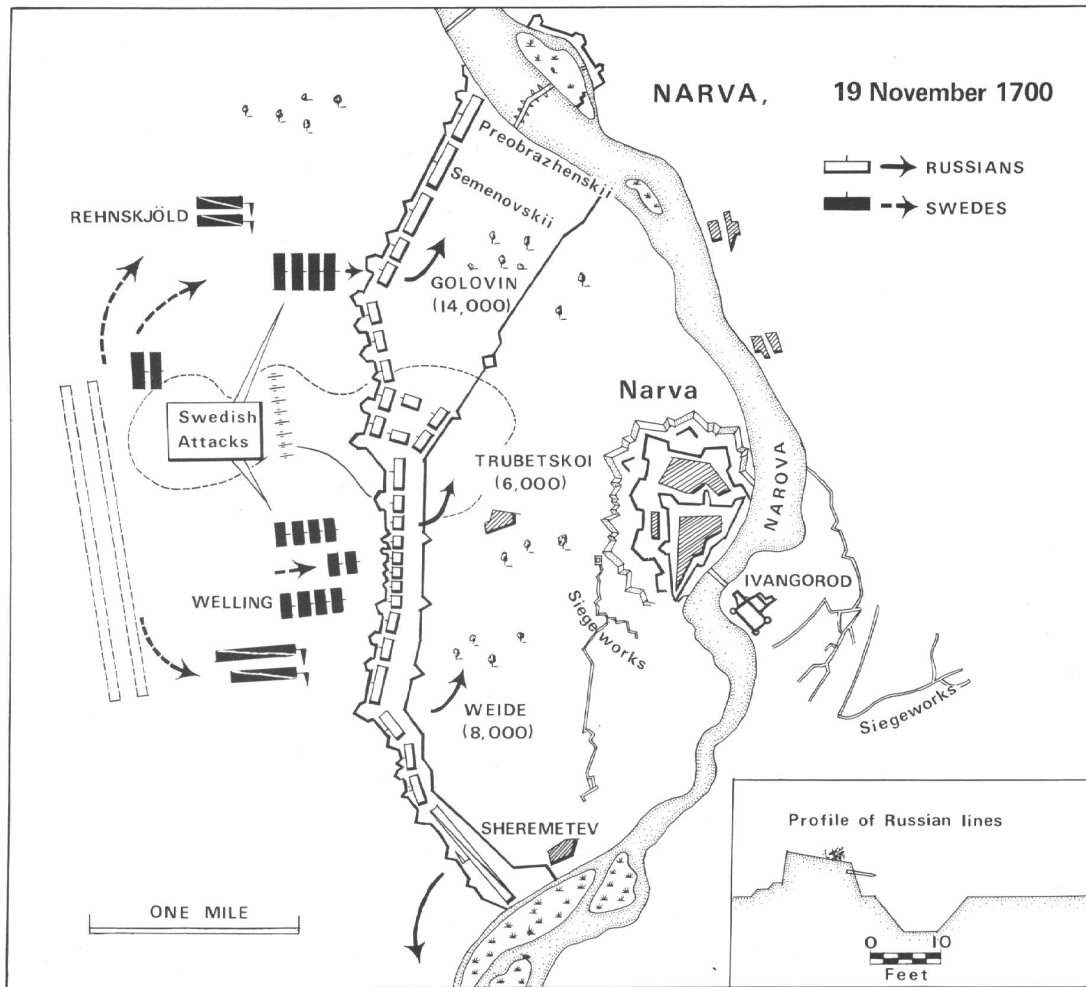 NARVA, 19 November 1700
RUSSIANS
SWEDES
Preobrazhenskii
Semenovskii
REHNSKJÖLD
GOLOVIN
(14,000)
Narva
Swedish
Attacks
TRUBETSKOI
(6,000)
NAROVA
IVANGOROD
WELLING
Siegeworks
Siegeworks
WEIDE
(8,000)
SHEREMETEV
Profile of Russian lines
ONE MILE
0 10
Feet